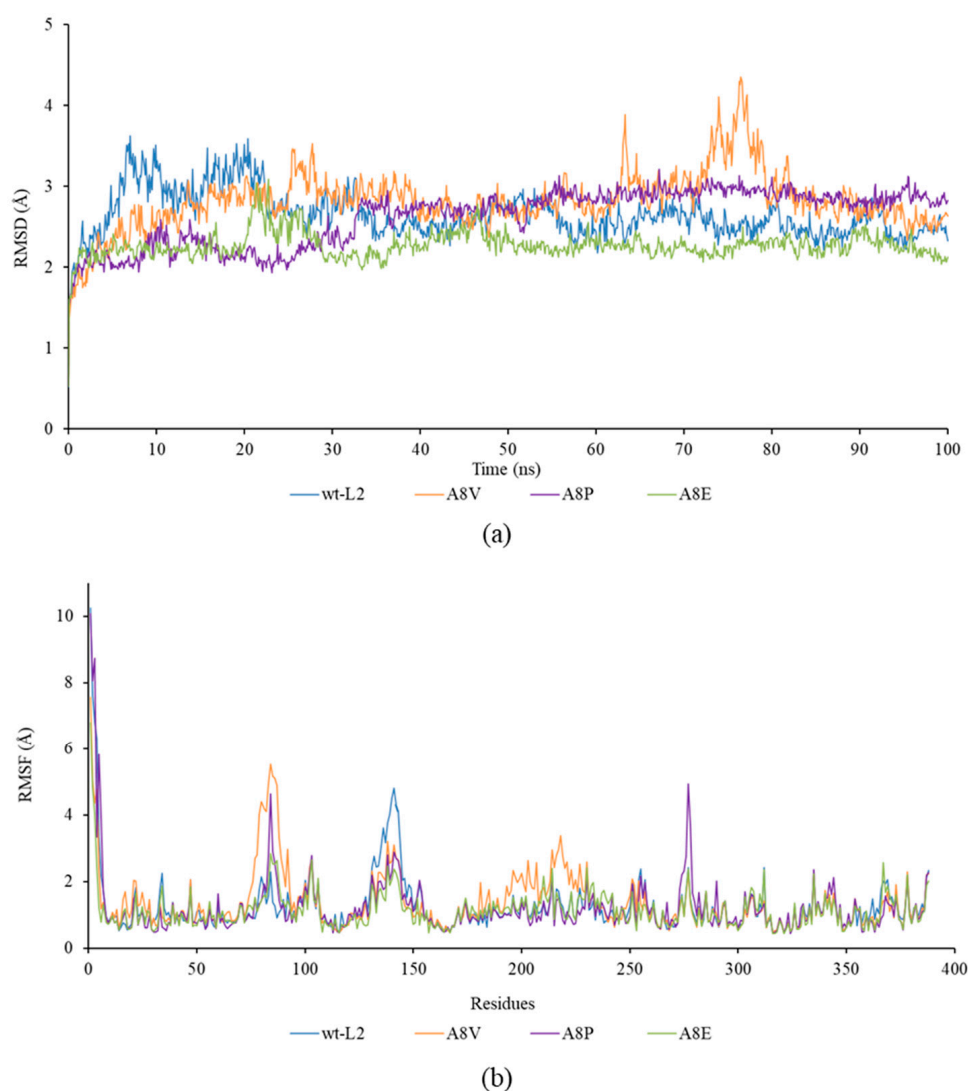 5
4
3
2
1
0
RMSD (Å)
0 10 20 30 40 50 60 70 80 90 100
Time (ns)
wt-L2 A8V A8P A8E
(a)
10
8
6
4
2
0
RMSF (Å)
0 50 100 150 200 250 300 350 400
Residues
wt-L2 A8V A8P A8E
(b)